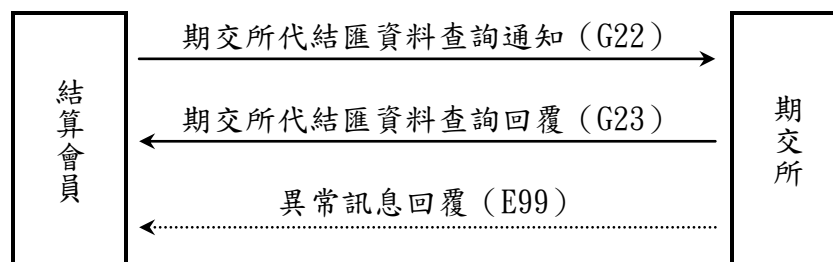 期交所代結匯資料查詢通知（G22）
結算會員
期交所代結匯資料查詢回覆（G23）
期交所
異常訊息回覆（E99）